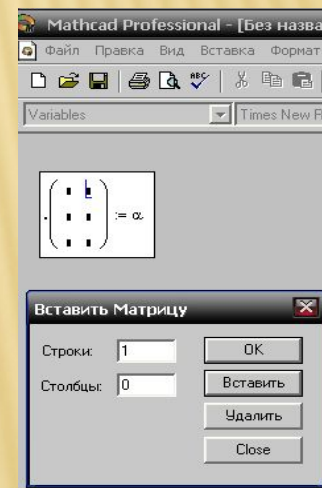 Mathcad Professional - [Без назва
Файл Правка Вид Вставка Формат
ABC
Variables
Times New
:= α
Вставить Матрицу
Строки: 1
OK
Столбцы: 0
Вставить
Удалить
Close